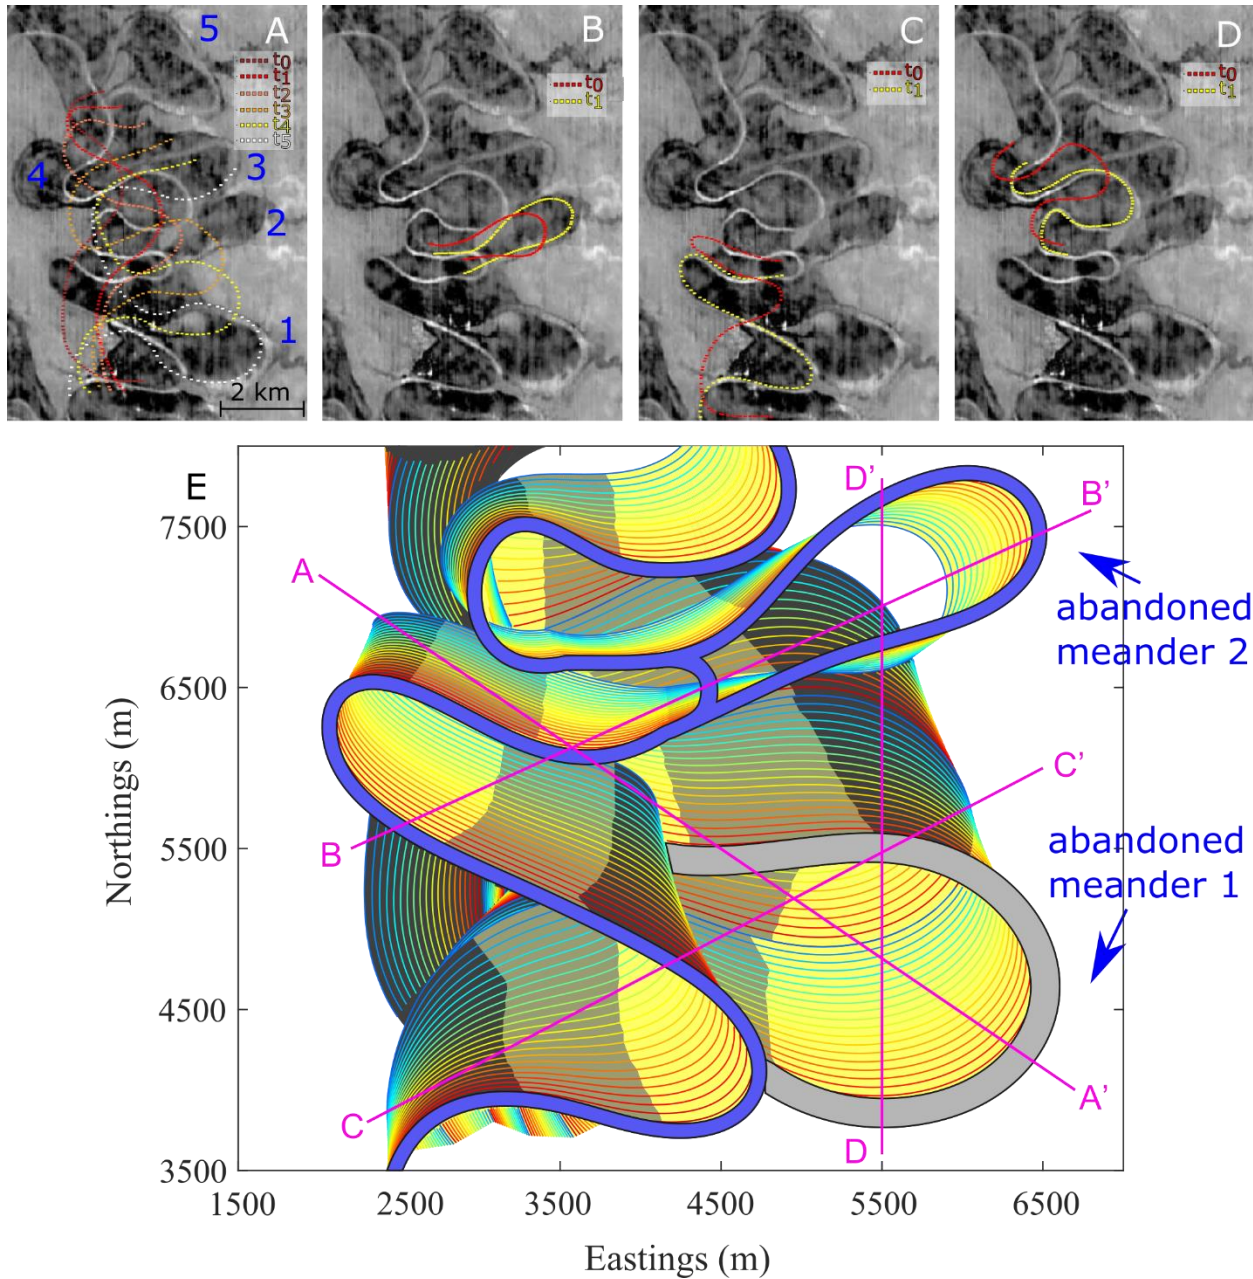 A
5
t0
t1
t2
t3
t4
t5
4
3
2
1
2 km
B
t0
t1
C
t0
t1
D
t0
t1
E
7500
6500
5500
4500
3500
Northings (m)
1500
2500
3500
4500
5500
6500
Eastings (m)
A
B
C
D
D'
B'
C'
A'
abandoned
meander 2
abandoned
meander 1